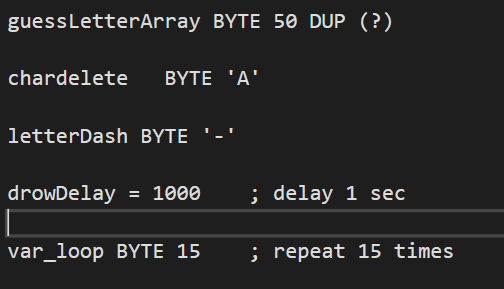 guessLetterArray BYTE 50 DUP (?)
chardelete   BYTE 'A'
letterDash BYTE '-'
drowDelay = 1000    ; delay 1 sec
var_loop BYTE 15    ; repeat 15 times